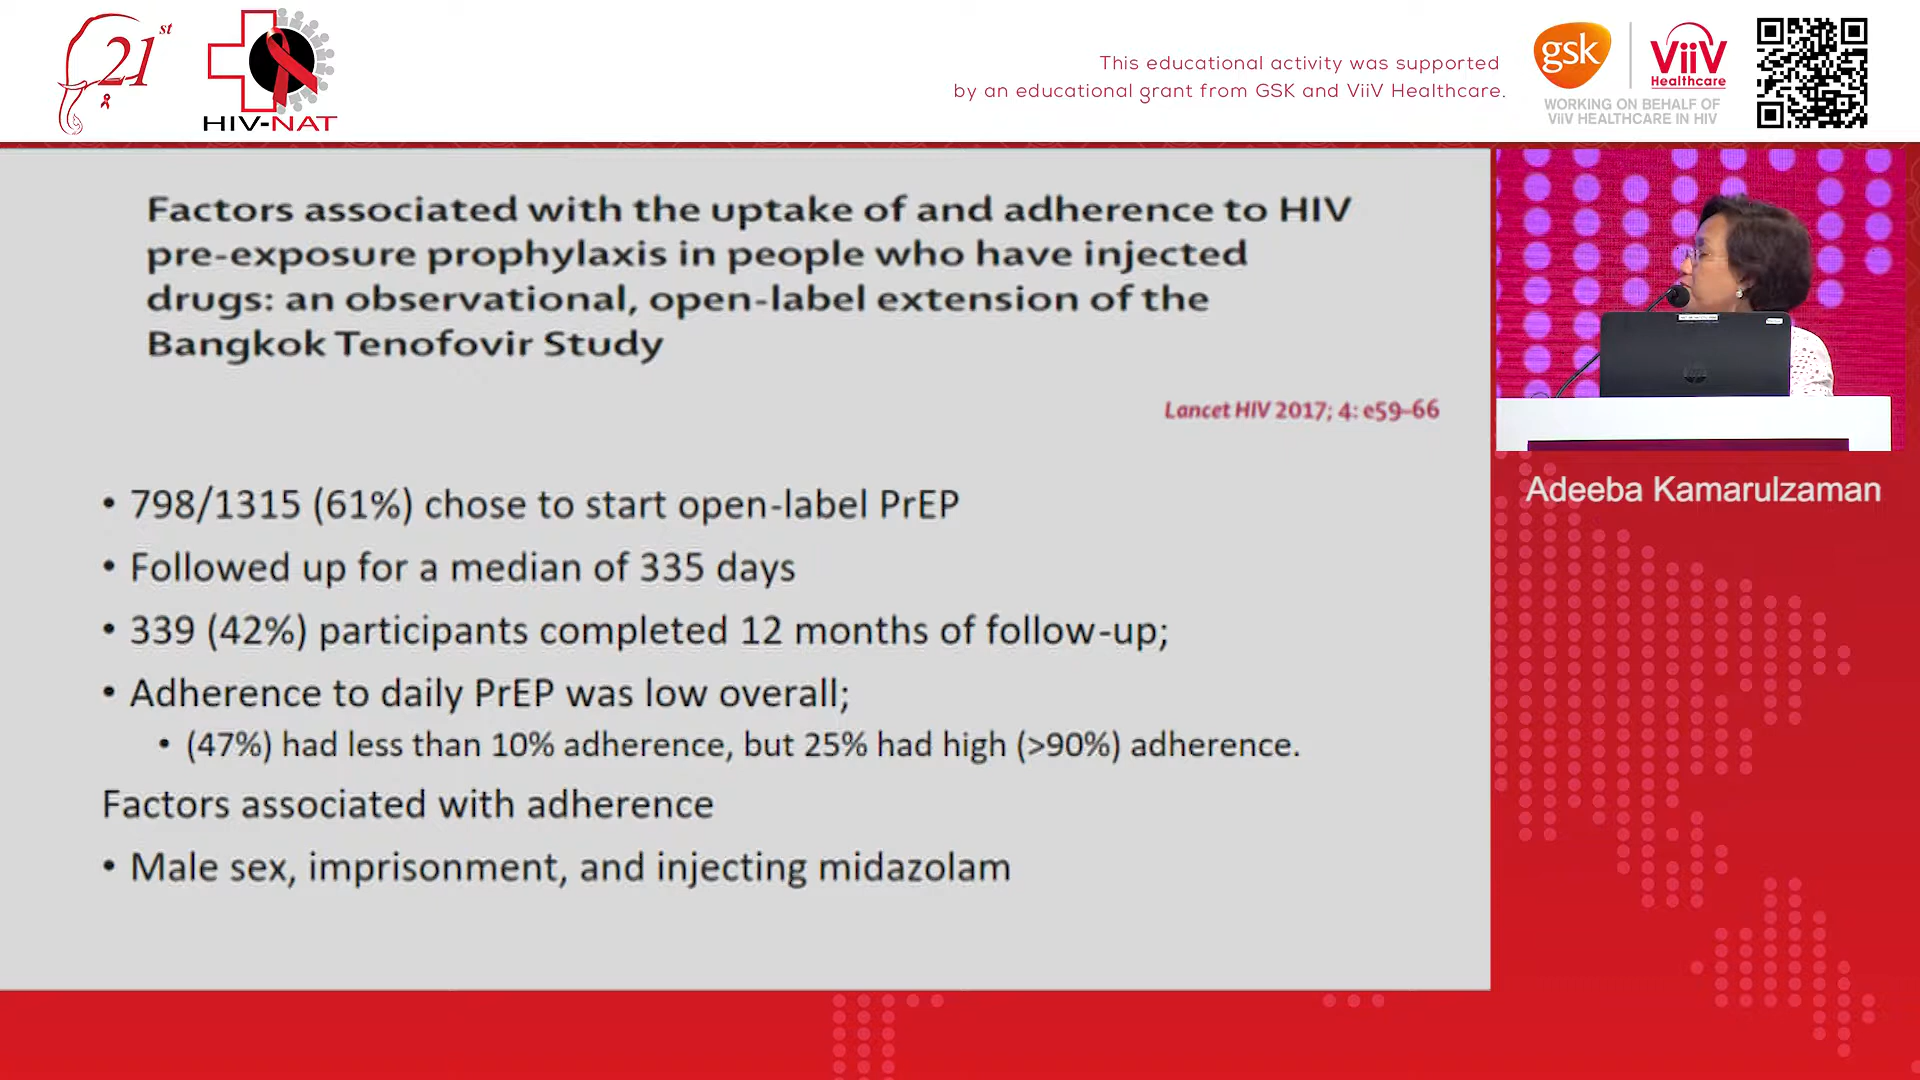 21st
HIV-NAT
This educational activity was supported
by an educational grant from GSK and ViiV Healthcare.
gsk
ViiV
Healthcare
WORKING ON BEHALF OF
ViiV HEALTHCARE IN HIV
Factors associated with the uptake of and adherence to HIV
pre-exposure prophylaxis in people who have injected
drugs: an observational, open-label extension of the
Bangkok Tenofovir Study
Lancet HIV 2017; 4: e59–66
• 798/1315 (61%) chose to start open-label PrEP
• Followed up for a median of 335 days
• 339 (42%) participants completed 12 months of follow-up;
• Adherence to daily PrEP was low overall;
• (47%) had less than 10% adherence, but 25% had high (>90%) adherence.
Factors associated with adherence
• Male sex, imprisonment, and injecting midazolam
Adeeba Kamarulzaman